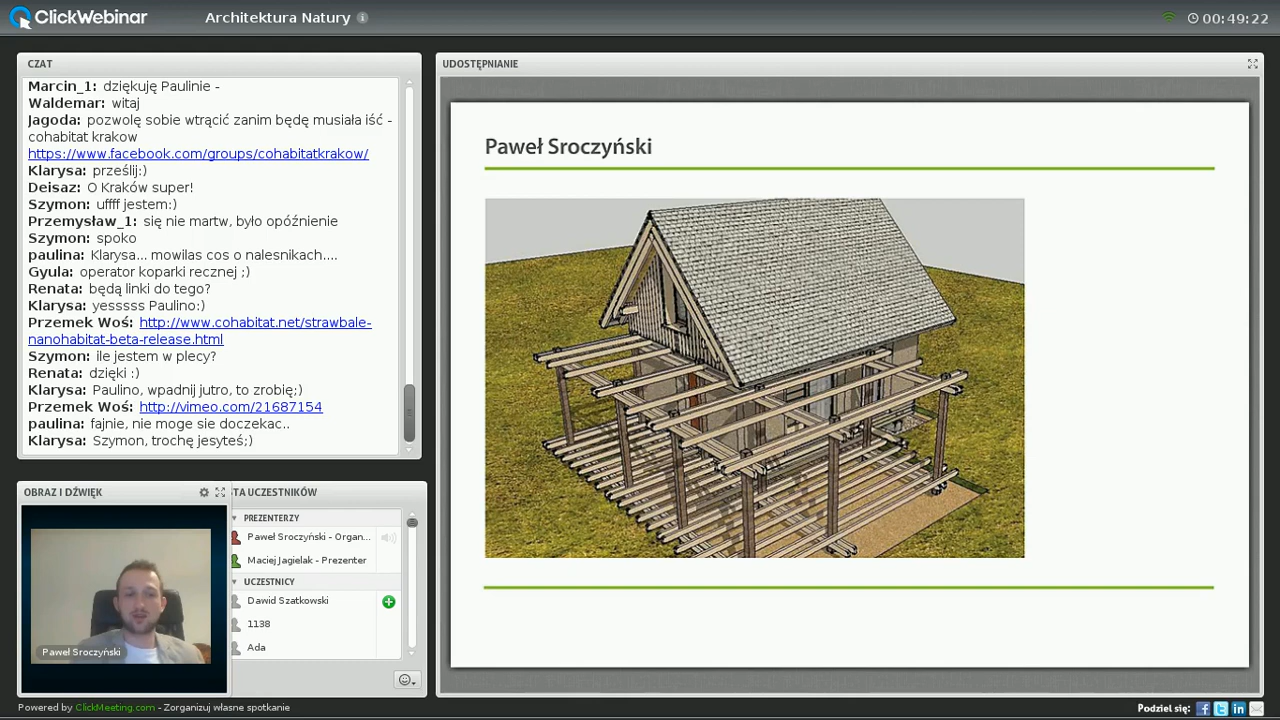 ClickWebinar
Architektura Natury
00:49:22
CZAT
Marcin_1: dziękuję Paulinie -
Waldemar: witaj
Jagoda: pozwolę sobie wtrącić zanim będę musiała iść -
cohabitat krakow
https://www.facebook.com/groups/cohabitatkrakow/
Klarysa: prześlij:)
Deisaz: O Kraków super!
Szymon: uffff jestem:)
Przemysław_1: się nie martw, było opóźnienie
Szymon: spoko
paulina: Klarysa... mowilas cos o nalesnikach....
Gyula: operator koparki recznej ;)
Renata: będą linki do tego?
Klarysa: yesssss Paulino:)
Przemek Woś: http://www.cohabitat.net/strawbale-
nanohabitat-beta-release.html
Szymon: ile jestem w plecy?
Renata: dzięki :)
Klarysa: Paulino, wpadnij jutro, to zrobię;)
Przemek Woś: http://vimeo.com/21687154
paulina: fajnie, nie moge sie doczekac..
Klarysa: Szymon, trochę jesyteś;)
OBRAZ I DŹWIĘK
Paweł Sroczyński
TA UCZESTNIKÓW
PREZENTERZY
Paweł Sroczyński - Organ...
Maciej Jagielak - Prezenter
UCZESTNICY
Dawid Szatkowski
1138
Ada
UDOSTĘPNIANIE
Paweł Sroczyński
Powered by ClickMeeting.com - Zorganizuj własne spotkanie
Podziel się: